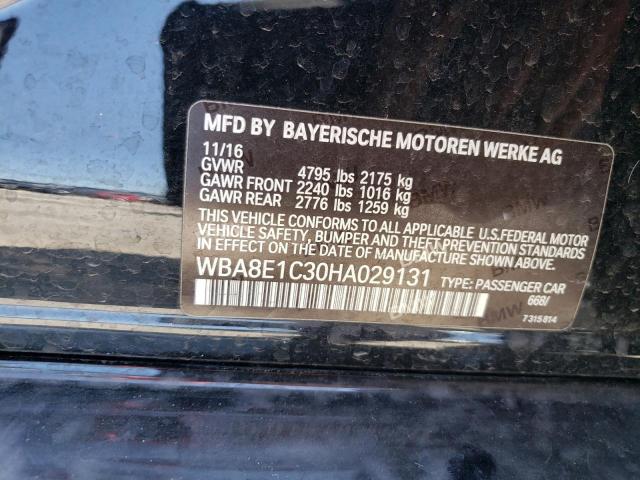 MFD BY BAYERISCHE MOTOREN WERKE AG
11/16
GVWR 4795 lbs 2175 kg
GAWR FRONT 2240 lbs 1016 kg
GAWR REAR 2776 lbs 1259 kg
THIS VEHICLE CONFORMS TO ALL APPLICABLE U.S.FEDERAL MOTOR
VEHICLE SAFETY, BUMPER AND THEFT PREVENTION STANDARDS
IN EFFECT ON THE DATE OF MANUFACTURE SHOWN ABOVE.
WBA8E1C30HA029131 TYPE: PASSENGER CAR
668/
7315814